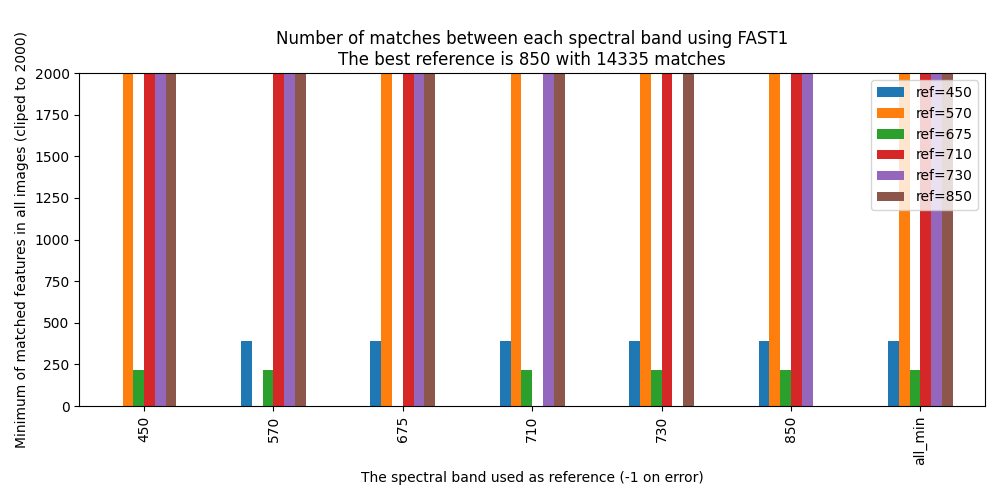 Number of matches between each spectral band using FAST1
The best reference is 850 with 14335 matches
Minimum of matched features in all images (cliped to 2000)
2000
1750
1500
1250
1000
750
500
250
0
ref=450
ref=570
ref=675
ref=710
ref=730
ref=850
450
570
675
710
730
850
all_min
The spectral band used as reference (-1 on error)